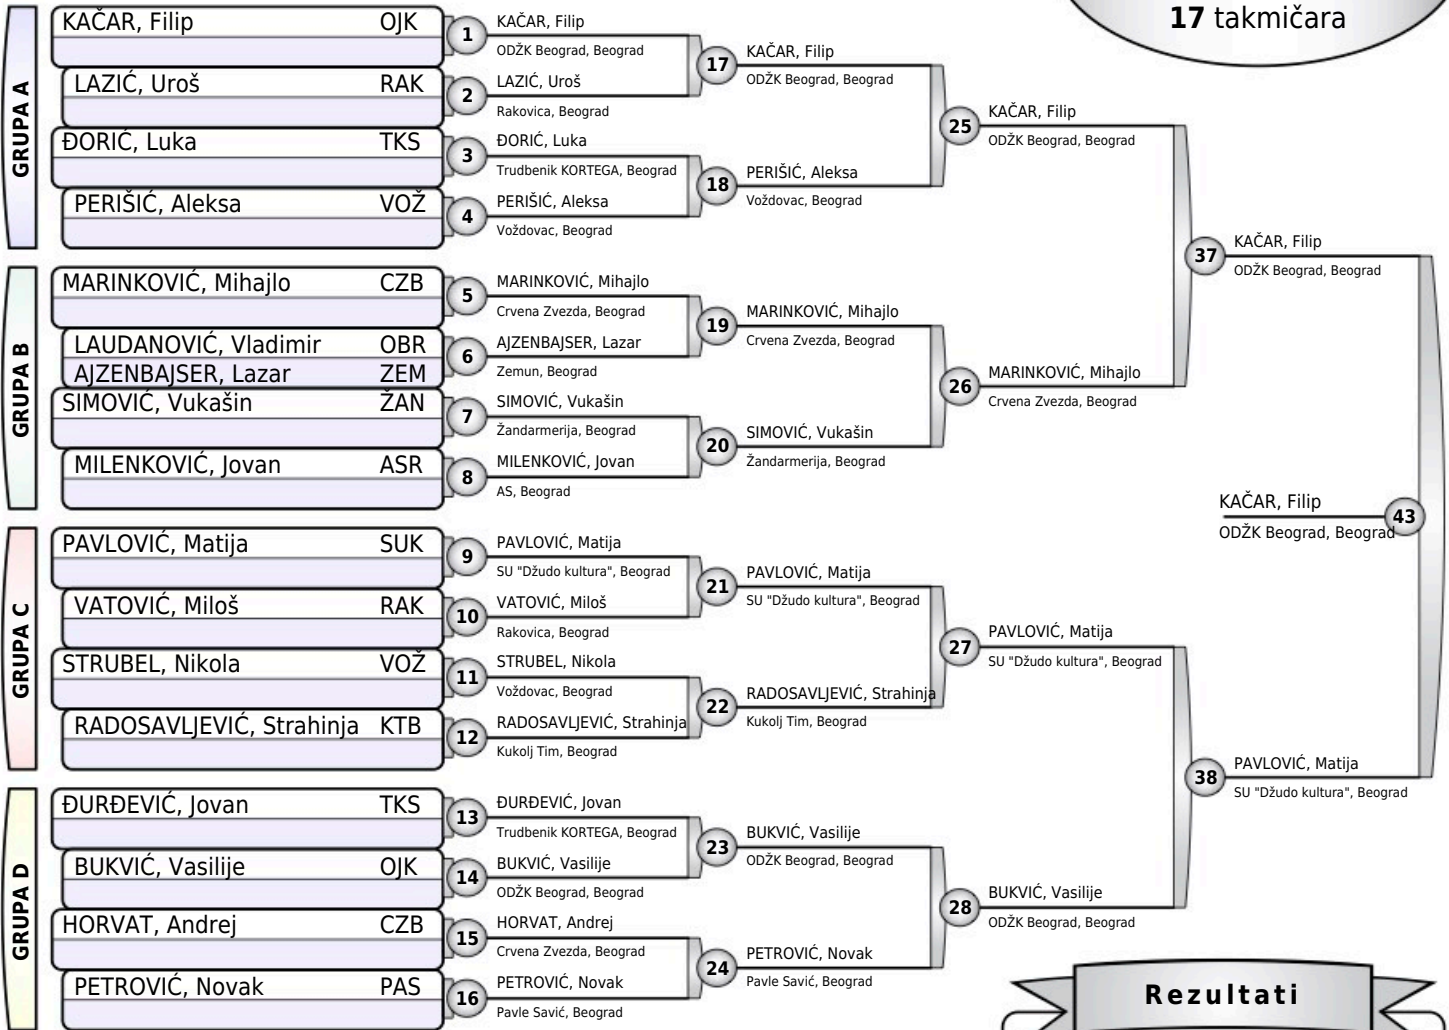 17 takmičara
GRUPA A
KAČAR, Filip OJK
LAZIĆ, Uroš RAK
ĐORIĆ, Luka TKS
PERIŠIĆ, Aleksa VOŽ
GRUPA B
MARINKOVIĆ, Mihajlo CZB
LAUDANOVIĆ, Vladimir OBR
AJZENBAJSER, Lazar ZEM
SIMOVIĆ, Vukašin ŽAN
MILENKOVIĆ, Jovan ASR
GRUPA C
PAVLOVIĆ, Matija SUK
VATOVIĆ, Miloš RAK
STRUBEL, Nikola VOŽ
RADOSAVLJEVIĆ, Strahinja KTB
GRUPA D
ĐURĐEVIĆ, Jovan TKS
BUKVIĆ, Vasilije OJK
HORVAT, Andrej CZB
PETROVIĆ, Novak PAS
1 KAČAR, Filip
ODŽK Beograd, Beograd
2 LAZIĆ, Uroš
Rakovica, Beograd
3 ĐORIĆ, Luka
Trudbenik KORTEGA, Beograd
4 PERIŠIĆ, Aleksa
Voždovac, Beograd
5 MARINKOVIĆ, Mihajlo
Crvena Zvezda, Beograd
6 AJZENBAJSER, Lazar
Zemun, Beograd
7 SIMOVIĆ, Vukašin
Žandarmerija, Beograd
8 MILENKOVIĆ, Jovan
AS, Beograd
9 PAVLOVIĆ, Matija
SU "Džudo kultura", Beograd
10 VATOVIĆ, Miloš
Rakovica, Beograd
11 STRUBEL, Nikola
Voždovac, Beograd
12 RADOSAVLJEVIĆ, Strahinja
Kukolj Tim, Beograd
13 ĐURĐEVIĆ, Jovan
Trudbenik KORTEGA, Beograd
14 BUKVIĆ, Vasilije
ODŽK Beograd, Beograd
15 HORVAT, Andrej
Crvena Zvezda, Beograd
16 PETROVIĆ, Novak
Pavle Savić, Beograd
17 KAČAR, Filip
ODŽK Beograd, Beograd
18 PERIŠIĆ, Aleksa
Voždovac, Beograd
19 MARINKOVIĆ, Mihajlo
Crvena Zvezda, Beograd
20 SIMOVIĆ, Vukašin
Žandarmerija, Beograd
21 PAVLOVIĆ, Matija
SU "Džudo kultura", Beograd
22 RADOSAVLJEVIĆ, Strahinja
Kukolj Tim, Beograd
23 BUKVIĆ, Vasilije
ODŽK Beograd, Beograd
24 PETROVIĆ, Novak
Pavle Savić, Beograd
25 KAČAR, Filip
ODŽK Beograd, Beograd
26 MARINKOVIĆ, Mihajlo
Crvena Zvezda, Beograd
27 PAVLOVIĆ, Matija
SU "Džudo kultura", Beograd
28 BUKVIĆ, Vasilije
ODŽK Beograd, Beograd
37 KAČAR, Filip
ODŽK Beograd, Beograd
38 PAVLOVIĆ, Matija
SU "Džudo kultura", Beograd
KAČAR, Filip 43
ODŽK Beograd, Beograd
Rezultati